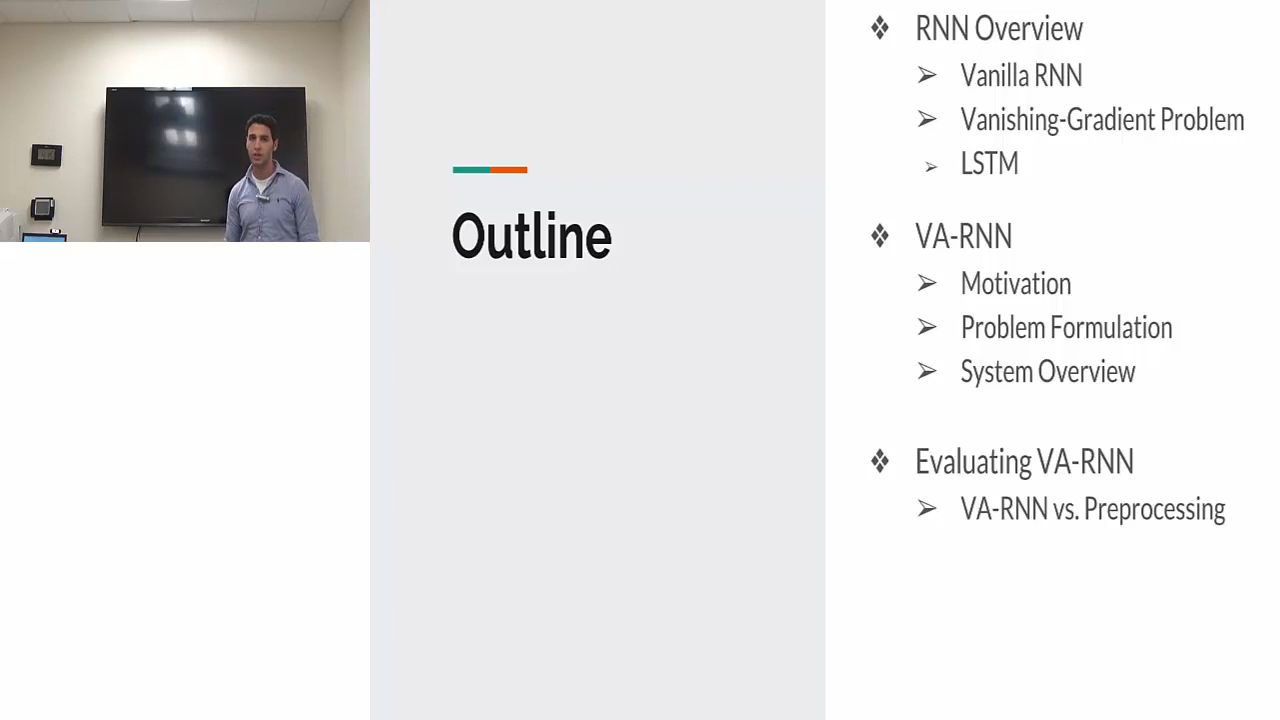 Outline
❖ RNN Overview
➢ Vanilla RNN
➢ Vanishing-Gradient Problem
➢ LSTM
❖ VA-RNN
➢ Motivation
➢ Problem Formulation
➢ System Overview
❖ Evaluating VA-RNN
➢ VA-RNN vs. Preprocessing